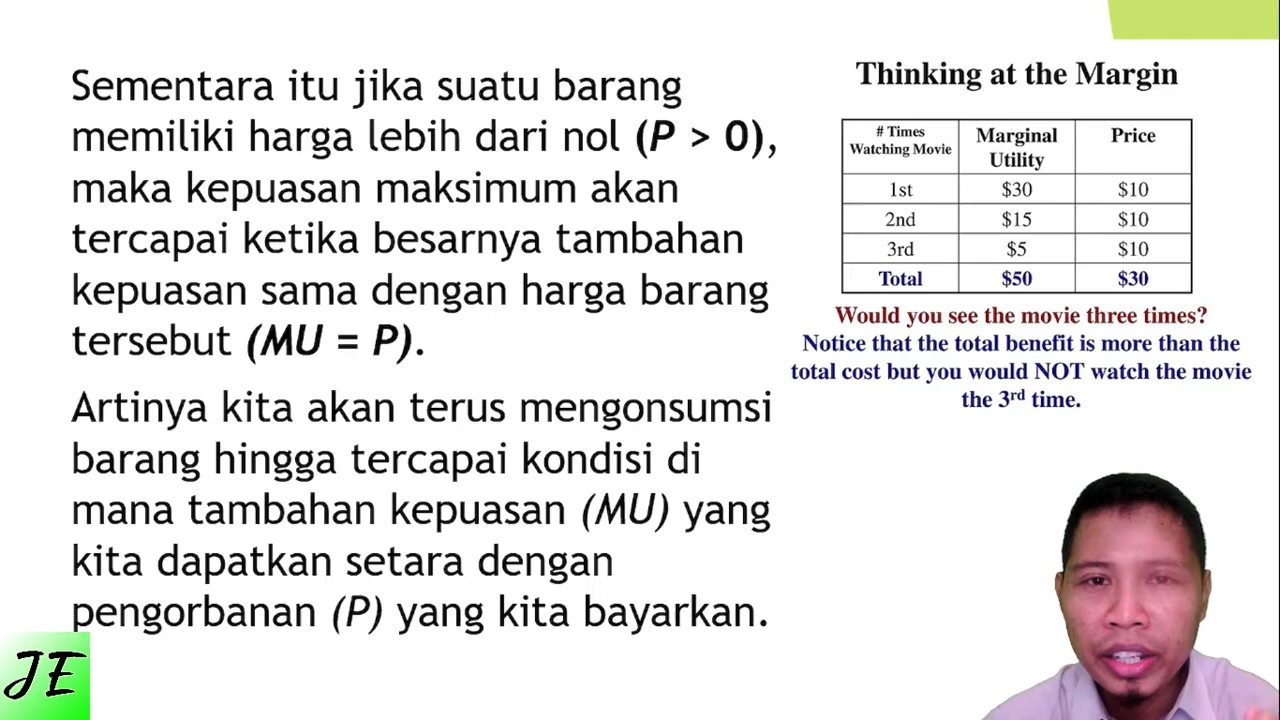 Sementara itu jika suatu barang
memiliki harga lebih dari nol (P > 0),
maka kepuasan maksimum akan
tercapai ketika besarnya tambahan
kepuasan sama dengan harga barang
tersebut (MU = P).
Artinya kita akan terus mengonsumsi
barang hingga tercapai kondisi di
mana tambahan kepuasan (MU) yang
kita dapatkan setara dengan
pengorbanan (P) yang kita bayarkan.
JE
Thinking at the Margin
# Times Watching Movie Marginal Utility Price
1st $30 $10
2nd $15 $10
3rd $5 $10
Total $50 $30
Would you see the movie three times?
Notice that the total benefit is more than the
total cost but you would NOT watch the movie
the 3rd time.